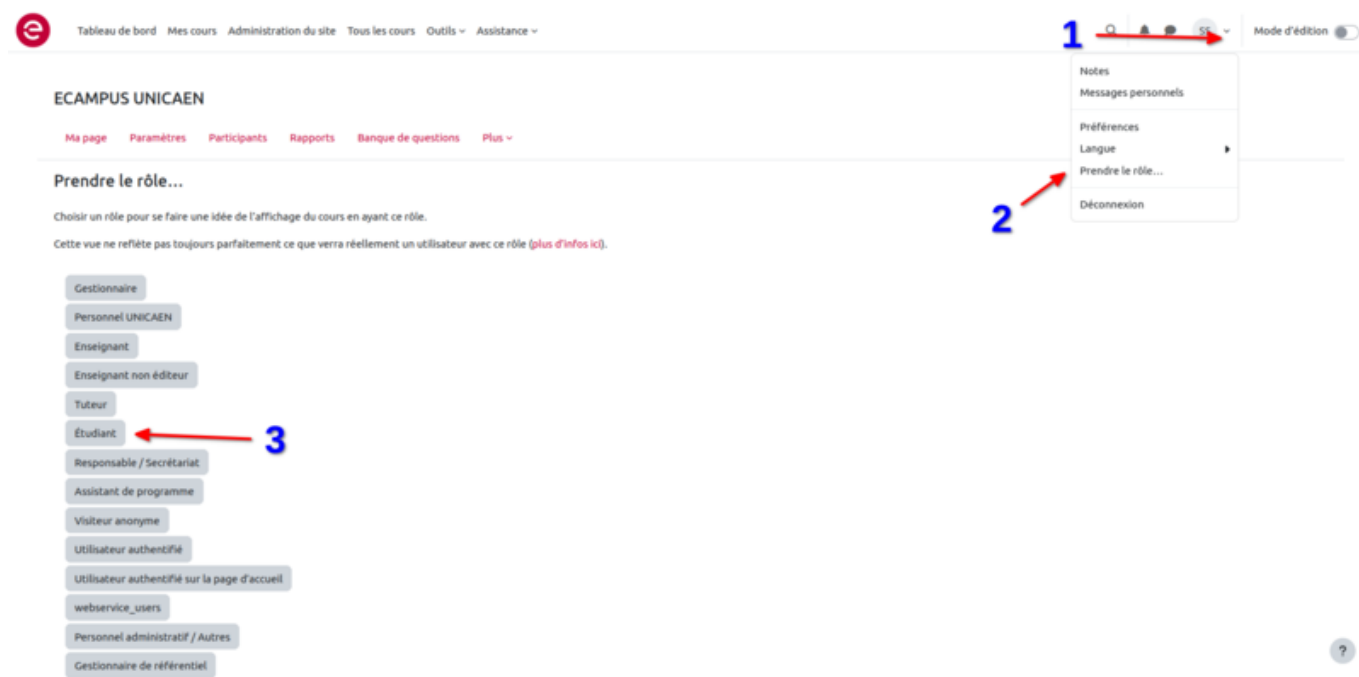 e Tableau de bord Mes cours Administration du site Tous les cours Outils Assistance 1 SF Mode d'édition
Notes
Messages personnels
Préférences
Langue
Prendre le rôle...
Déconnexion
2
ECAMPUS UNICAEN
Ma page Paramètres Participants Rapports Banque de questions Plus
Prendre le rôle...
Choisir un rôle pour se faire une idée de l'affichage du cours en ayant ce rôle.
Cette vue ne reflète pas toujours parfaitement ce que verra réellement un utilisateur avec ce rôle (plus d'infos ici).
Gestionnaire
Personnel UNICAEN
Enseignant
Enseignant non éditeur
Tuteur
Étudiant 3
Responsable / Secrétariat
Assistant de programme
Visiteur anonyme
Utilisateur authentifié
Utilisateur authentifié sur la page d'accueil
webservice_users
Personnel administratif / Autres
Gestionnaire de référentiel
?